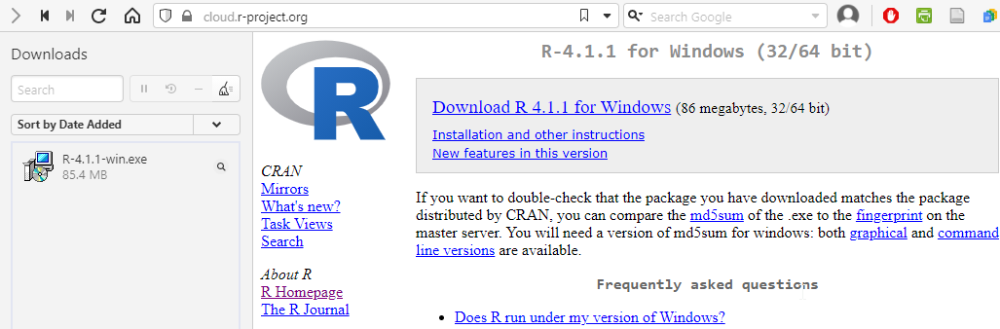 cloud.r-project.org
Search Google
Downloads
Search
Sort by Date Added
R-4.1.1-win.exe
85.4 MB
R
CRAN
Mirrors
What's new?
Task Views
Search
About R
R Homepage
The R Journal
R-4.1.1 for Windows (32/64 bit)
Download R 4.1.1 for Windows (86 megabytes, 32/64 bit)
Installation and other instructions
New features in this version
If you want to double-check that the package you have downloaded matches the package
distributed by CRAN, you can compare the md5sum of the .exe to the fingerprint on the
master server. You will need a version of md5sum for windows: both graphical and command
line versions are available.
Frequently asked questions
Does R run under my version of Windows?